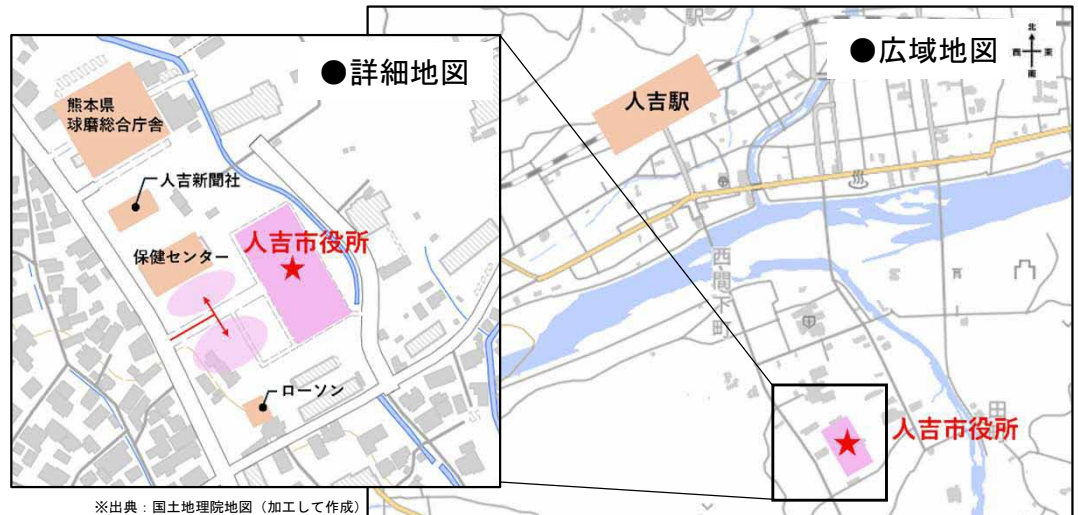 ●詳細地図
熊本県
球磨総合庁舎
人吉新聞社
保健センター
人吉市役所
ローソン
●広域地図
北
西
東
南
駅
人吉駅
西間下町
田
人吉市役所
※出典：国土地理院地図（加工して作成）